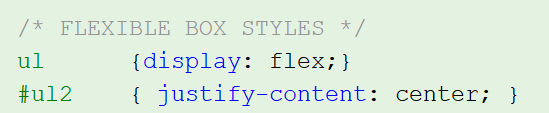 /* FLEXIBLE BOX STYLES */
ul      {display: flex;}
#ul2    { justify-content: center; }